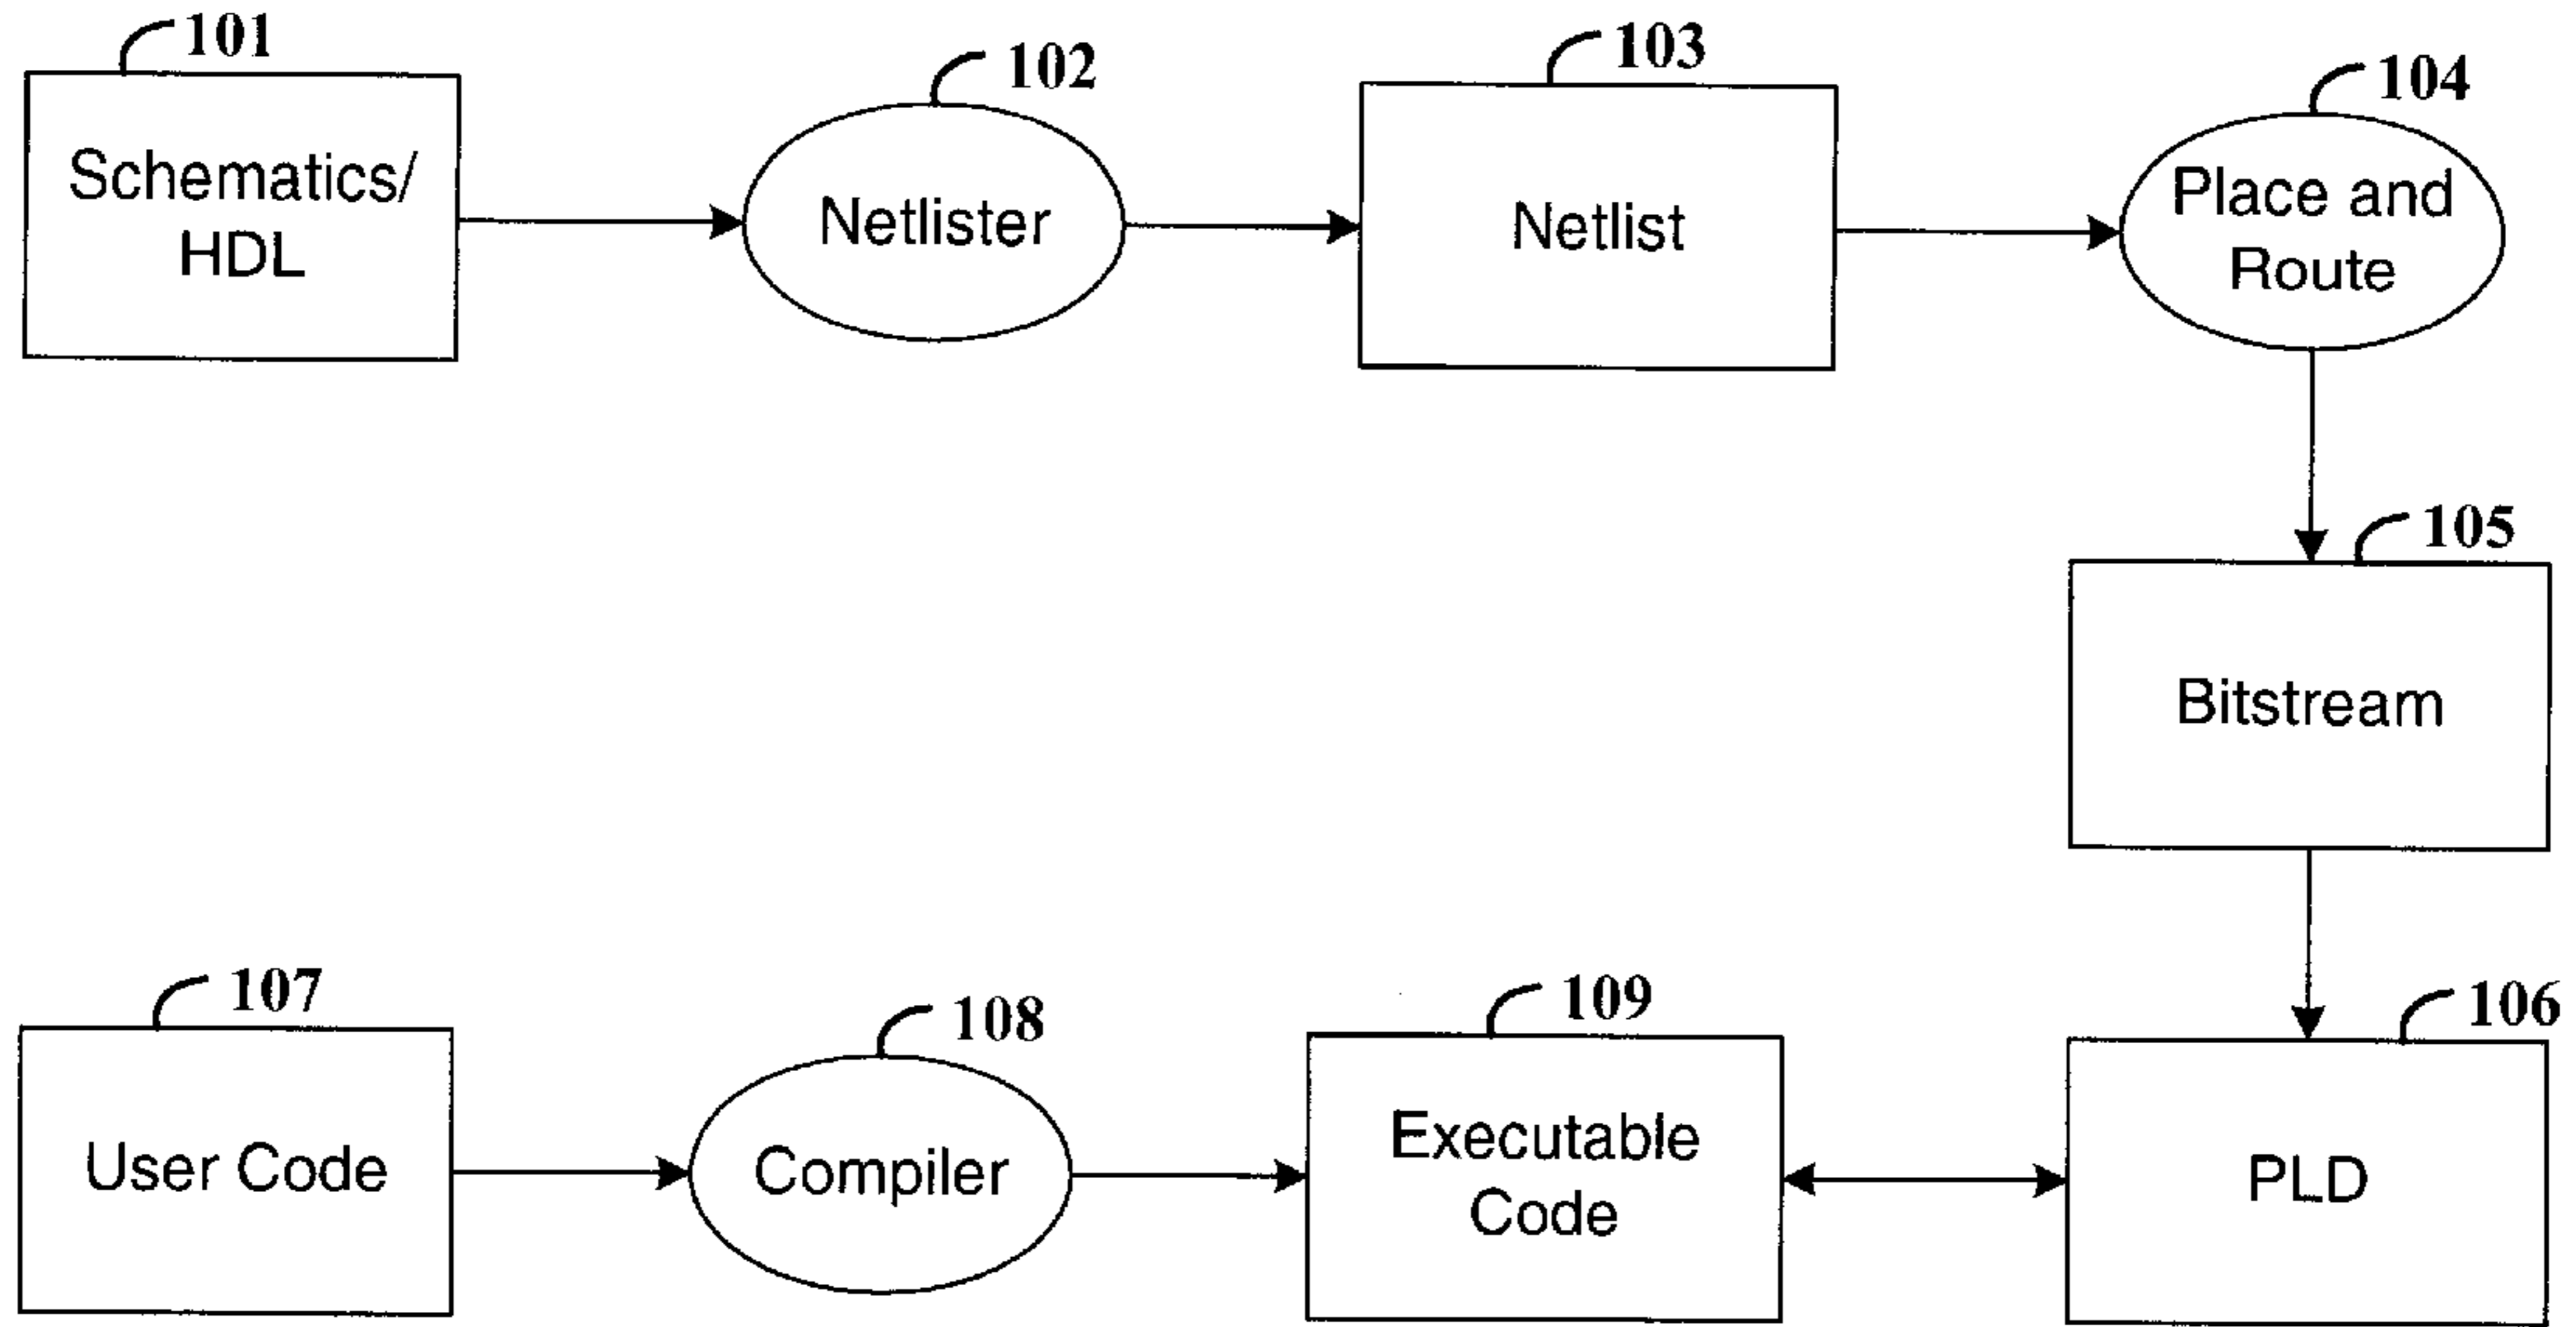 101
Schematics/
HDL
102
Netlister
103
Netlist
104
Place and
Route
105
Bitstream
106
PLD
107
User Code
108
Compiler
109
Executable
Code